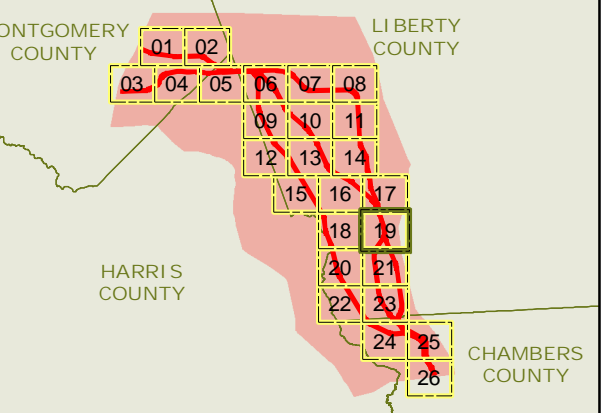 LIBERTY
COUNTY
ONTGOMERY
COUNTY
01 02
03 04 05 06 07 08
09 10 11
12 13 14
15 16 17
18 19
20 21
22 23
24 25
26
HARRIS
COUNTY
CHAMBERS
COUNTY